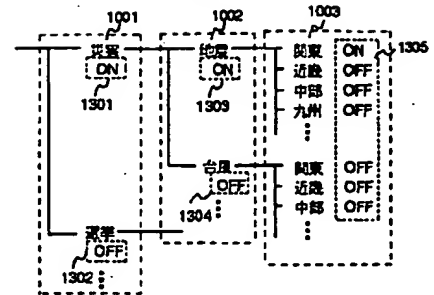 1001 1002 1003
災害 地震 関東 ON 1305
ON ON 近畿 OFF
1301 1303 中部 OFF
九州 OFF
台風 関東 OFF
OFF 近畿 OFF
1304 中部 OFF
選挙
OFF
1302